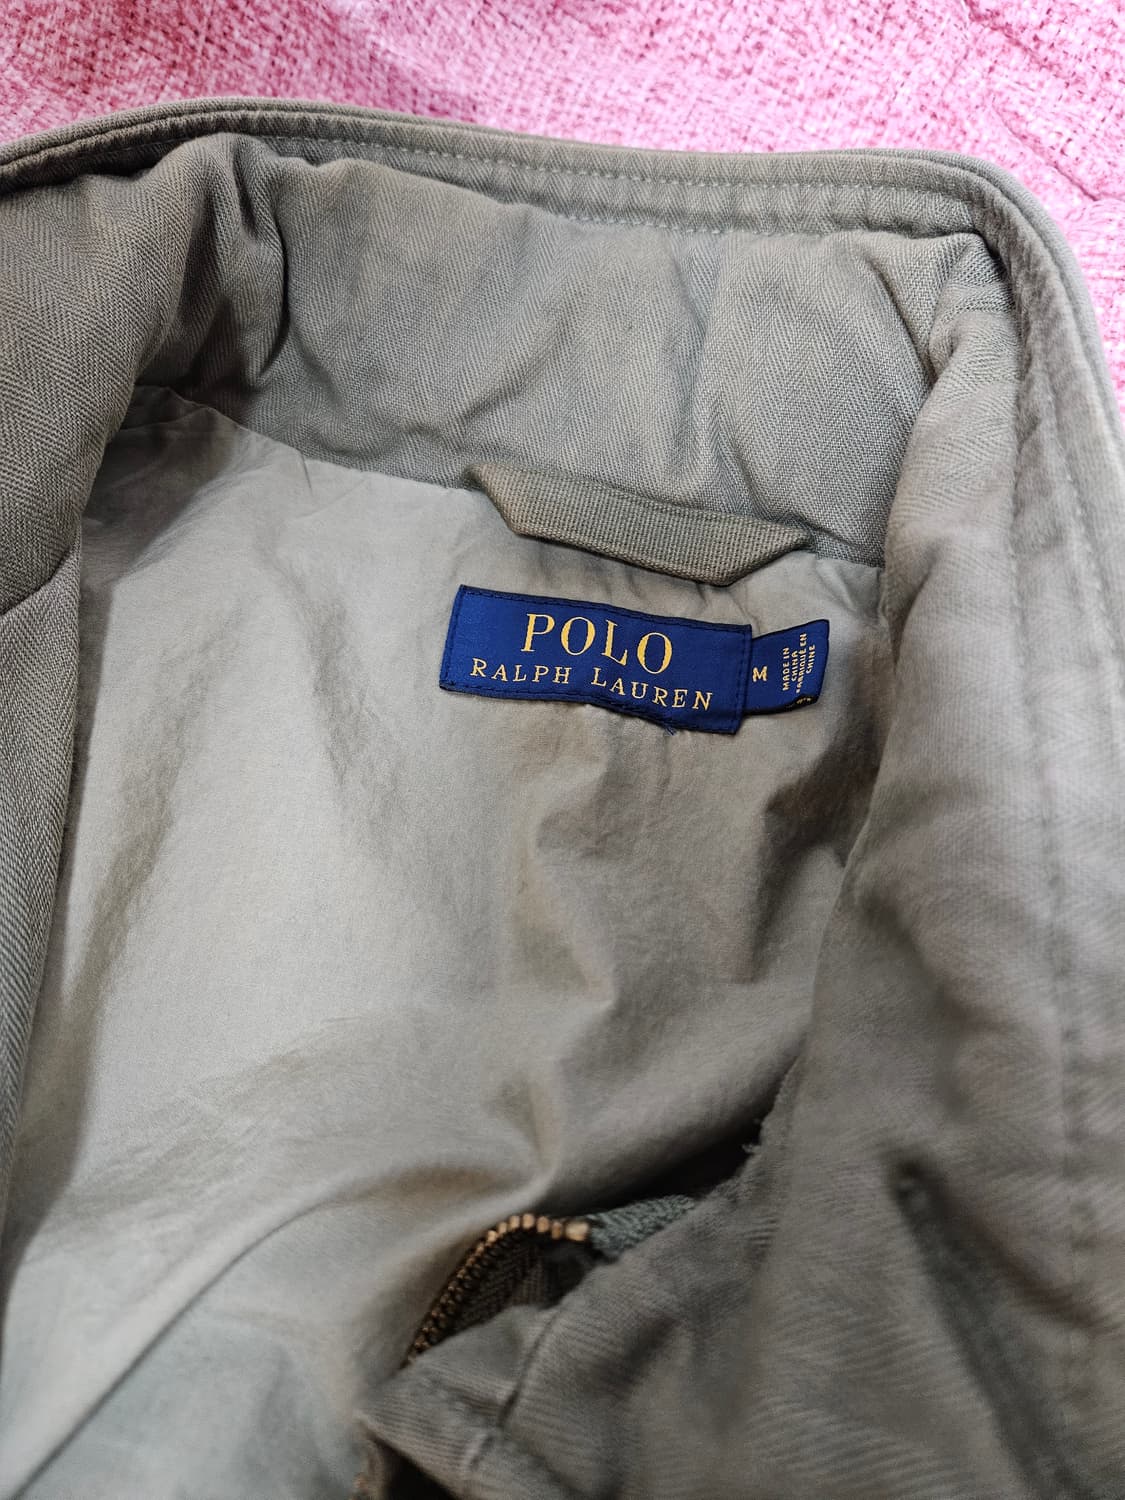 POLO
RALPH LAUREN
M
MADE IN
CHINA
FABRIQUÉ EN
CHINE